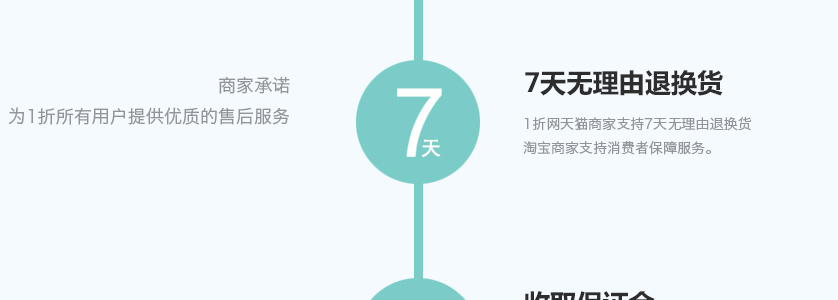 商家承诺
为1折所有用户提供优质的售后服务
7天
7天无理由退换货
1折网天猫商家支持7天无理由退换货
淘宝商家支持消费者保障服务。